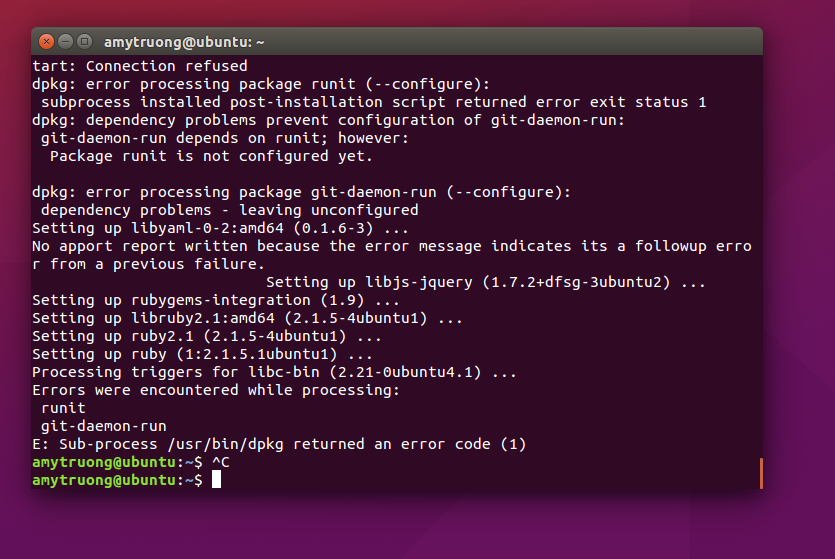 amytruong@ubuntu: ~
tart: Connection refused
dpkg: error processing package runit (--configure):
 subprocess installed post-installation script returned error exit status 1
dpkg: dependency problems prevent configuration of git-daemon-run:
 git-daemon-run depends on runit; however:
  Package runit is not configured yet.

dpkg: error processing package git-daemon-run (--configure):
 dependency problems - leaving unconfigured
Setting up libyaml-0-2:amd64 (0.1.6-3) ...
No apport report written because the error message indicates its a followup erro
r from a previous failure.
                          Setting up libjs-jquery (1.7.2+dfsg-3ubuntu2) ...
Setting up rubygems-integration (1.9) ...
Setting up libruby2.1:amd64 (2.1.5-4ubuntu1) ...
Setting up ruby2.1 (2.1.5-4ubuntu1) ...
Setting up ruby (1:2.1.5.1ubuntu1) ...
Processing triggers for libc-bin (2.21-0ubuntu4.1) ...
Errors were encountered while processing:
 runit
 git-daemon-run
E: Sub-process /usr/bin/dpkg returned an error code (1)
amytruong@ubuntu:~$ ^C
amytruong@ubuntu:~$